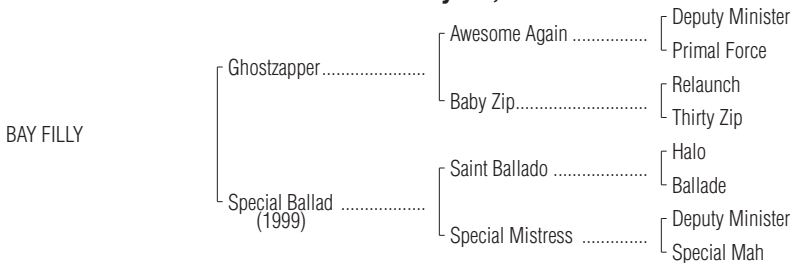 Deputy Minister
Awesome Again ................
Primal Force
Ghostzapper......................
Relaunch
Baby Zip............................
Thirty Zip
BAY FILLY
Halo
Saint Ballado ....................
Ballade
Special Ballad ..................
(1999)
Deputy Minister
Special Mistress ..............
Special Mah